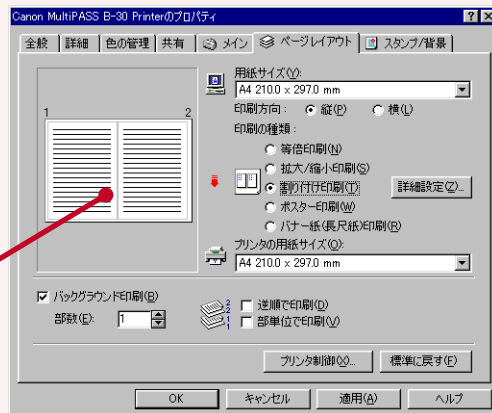 Canon MultiPASS B-30 Printerのプロパティ
全般 詳細 色の管理 共有 メイン ページレイアウト スタンプ/背景
用紙サイズ(Y):
A4 210.0 x 297.0 mm
印刷方向: 縦(P) 横(L)
印刷の種類:
等倍印刷(N)
拡大/縮小印刷(S)
割り付け印刷(T) 詳細設定(Z)...
ポスター印刷(W)
バナー紙(長尺紙)印刷(R)
プリンタの用紙サイズ(O):
A4 210.0 x 297.0 mm
1 2
バックグラウンド印刷(B)
部数(E): 1
2 2 1 1
逆順で印刷(D)
部単位で印刷(V)
プリンタ制御(X)... 標準に戻す(F)
OK キャンセル 適用(A) ヘルプ